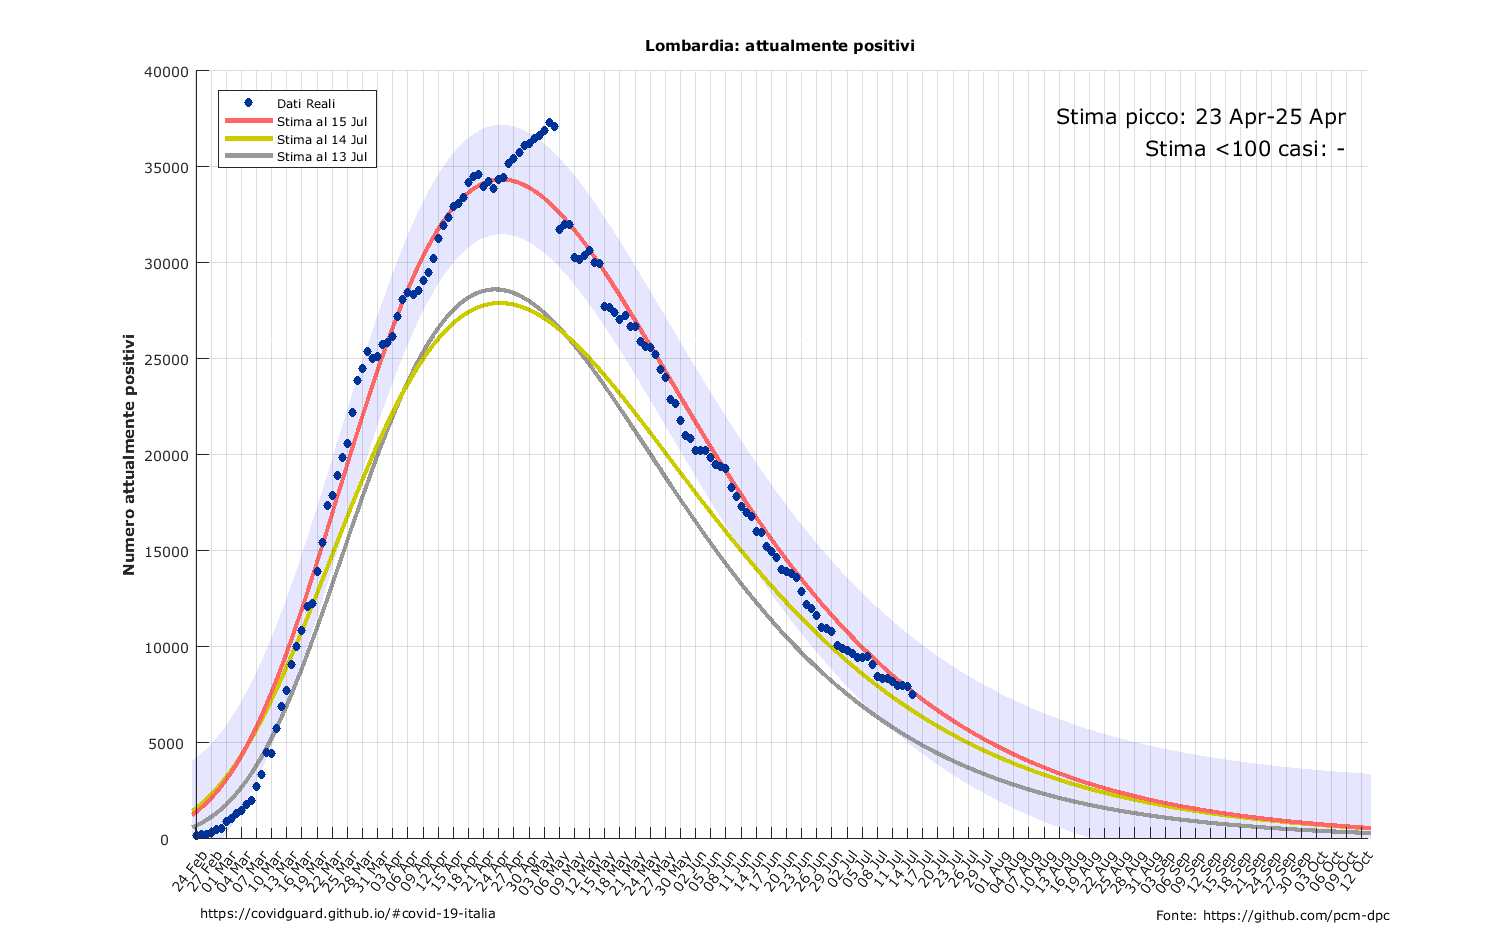 Lombardia: attualmente positivi
Stima picco: 23 Apr-25 Apr
Stima <100 casi: -
Dati Reali
Stima al 15 Jul
Stima al 14 Jul
Stima al 13 Jul
Numero attualmente positivi
40000
35000
30000
25000
20000
15000
10000
5000
0
24 Feb
27 Feb
01 Mar
04 Mar
07 Mar
10 Mar
13 Mar
16 Mar
19 Mar
22 Mar
25 Mar
28 Mar
31 Mar
03 Apr
06 Apr
09 Apr
12 Apr
15 Apr
18 Apr
21 Apr
24 Apr
27 Apr
30 Apr
03 May
06 May
09 May
12 May
15 May
18 May
21 May
24 May
27 May
30 May
02 Jun
05 Jun
08 Jun
11 Jun
14 Jun
17 Jun
20 Jun
23 Jun
26 Jun
29 Jun
02 Jul
05 Jul
08 Jul
11 Jul
14 Jul
17 Jul
20 Jul
23 Jul
26 Jul
29 Jul
01 Aug
04 Aug
07 Aug
10 Aug
13 Aug
16 Aug
19 Aug
22 Aug
25 Aug
28 Aug
31 Aug
03 Sep
06 Sep
09 Sep
12 Sep
15 Sep
18 Sep
21 Sep
24 Sep
27 Sep
30 Sep
03 Oct
06 Oct
09 Oct
12 Oct
https://covidguard.github.io/#covid-19-italia
Fonte: https://github.com/pcm-dpc